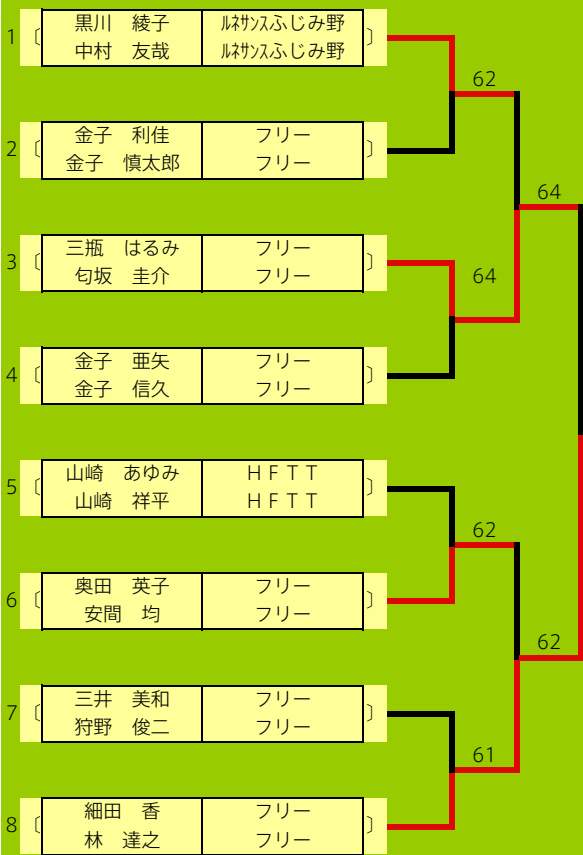 1 〔 黒川　綾子 ﾙﾈｻﾝｽふじみ野 〕
中村　友哉 ﾙﾈｻﾝｽふじみ野
62
2 〔 金子　利佳 フリー 〕
金子　慎太郎 フリー
64
3 〔 三瓶　はるみ フリー 〕
匂坂　圭介 フリー
64
4 〔 金子　亜矢 フリー 〕
金子　信久 フリー
5 〔 山崎　あゆみ ＨＦＴＴ 〕
山崎　祥平 ＨＦＴＴ
62
6 〔 奥田　英子 フリー 〕
安間　均 フリー
62
7 〔 三井　美和 フリー 〕
狩野　俊二 フリー
61
8 〔 細田　香 フリー 〕
林　達之 フリー